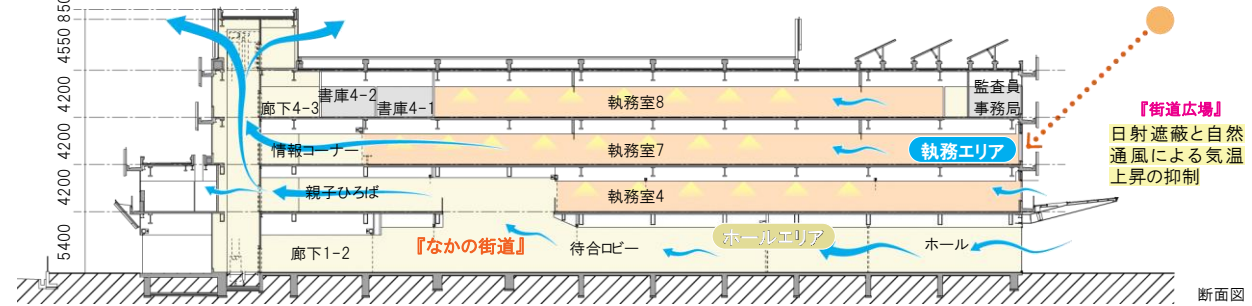 850
4550
4200
4200
4200
5400
廊下4-3
書庫4-2
書庫4-1
執務室8
監査員
事務局
情報コーナー
執務室7
執務エリア
親子ひろば
執務室4
廊下1-2
『なかの街道』
待合ロビー
ホールエリア
ホール
『街道広場』
日射遮蔽と自然
通風による気温
上昇の抑制
断面図